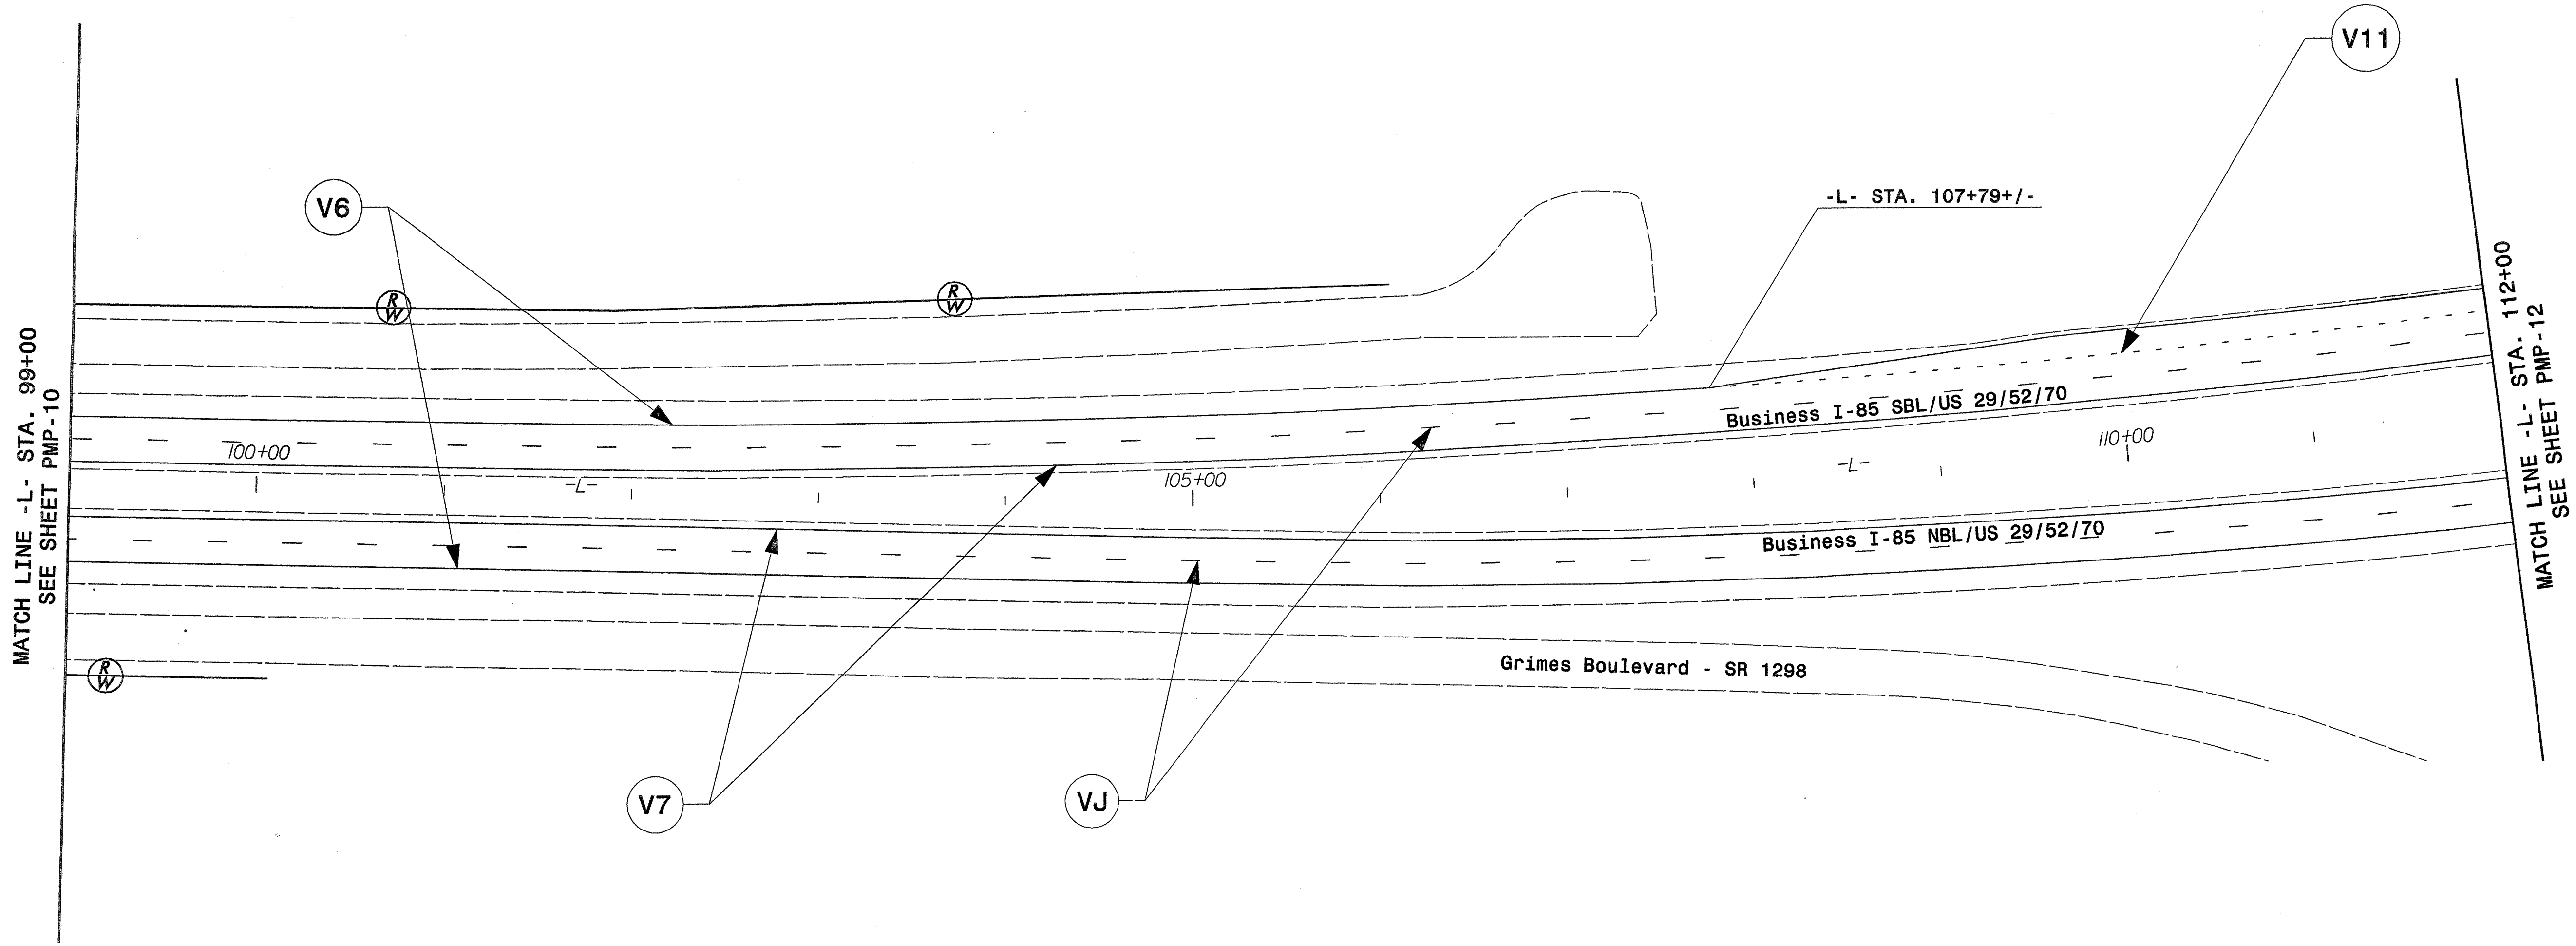 V11
-L- STA. 107+79+/-
V6
R
W
R
W
MATCH LINE -L- STA. 99+00
SEE SHEET PMP-10
MATCH LINE -L- STA. 112+00
SEE SHEET PMP-12
Business I-85 SBL/US 29/52/70
100+00
-L-
105+00
-L-
110+00
Business I-85 NBL/US 29/52/70
Grimes Boulevard - SR 1298
R
W
V7
VJ